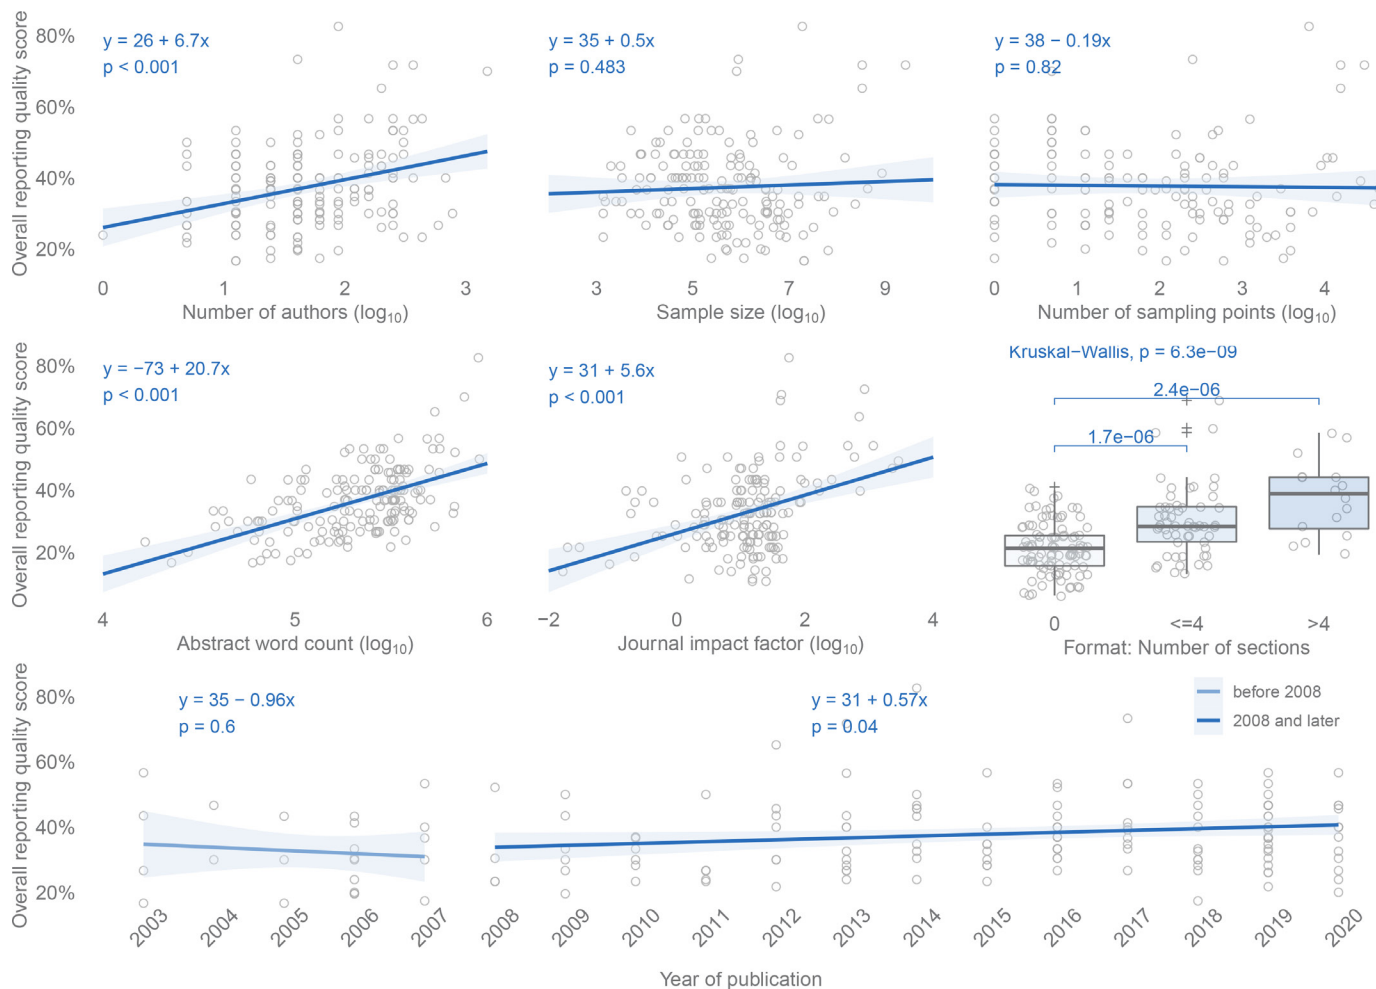 Overall reporting quality score
80%
60%
40%
20%
y = 26 + 6.7x
p < 0.001
0 1 2 3
Number of authors (log₁₀)
y = 35 + 0.5x
p = 0.483
3 5 7 9
Sample size (log₁₀)
y = 38 − 0.19x
p = 0.82
0 1 2 3 4
Number of sampling points (log₁₀)
Overall reporting quality score
80%
60%
40%
20%
y = −73 + 20.7x
p < 0.001
4 5 6
Abstract word count (log₁₀)
y = 31 + 5.6x
p < 0.001
−2 0 2 4
Journal impact factor (log₁₀)
Kruskal−Wallis, p = 6.3e−09
2.4e−06
1.7e−06
0 <=4 >4
Format: Number of sections
Overall reporting quality score
80%
60%
40%
20%
y = 35 − 0.96x
p = 0.6
y = 31 + 0.57x
p = 0.04
before 2008
2008 and later
2003 2004 2005 2006 2007 2008 2009 2010 2011 2012 2013 2014 2015 2016 2017 2018 2019 2020
Year of publication